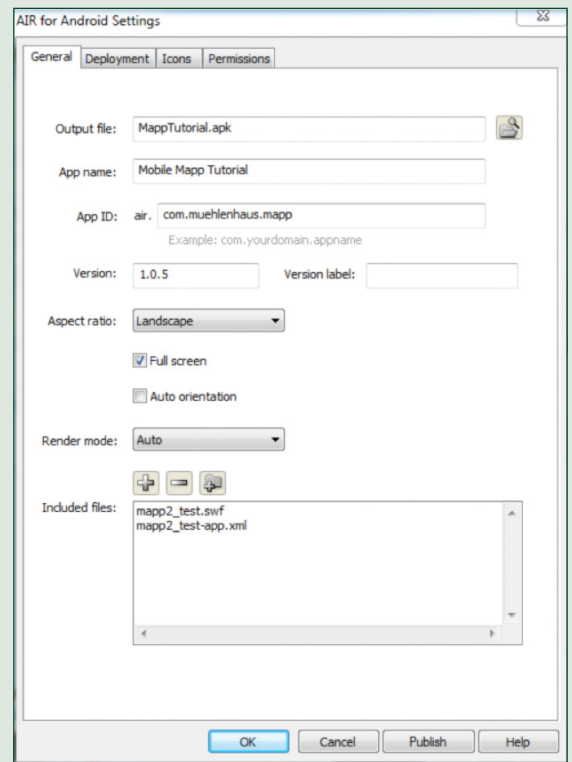 AIR for Android Settings
General Deployment Icons Permissions
Output file: MappTutorial.apk
App name: Mobile Mapp Tutorial
App ID: air. com.muehlenhaus.mapp
Example: com.yourdomain.appname
Version: 1.0.5 Version label:
Aspect ratio: Landscape
Full screen
Auto orientation
Render mode: Auto
Included files:
mapp2_test.swf
mapp2_test-app.xml
OK Cancel Publish Help